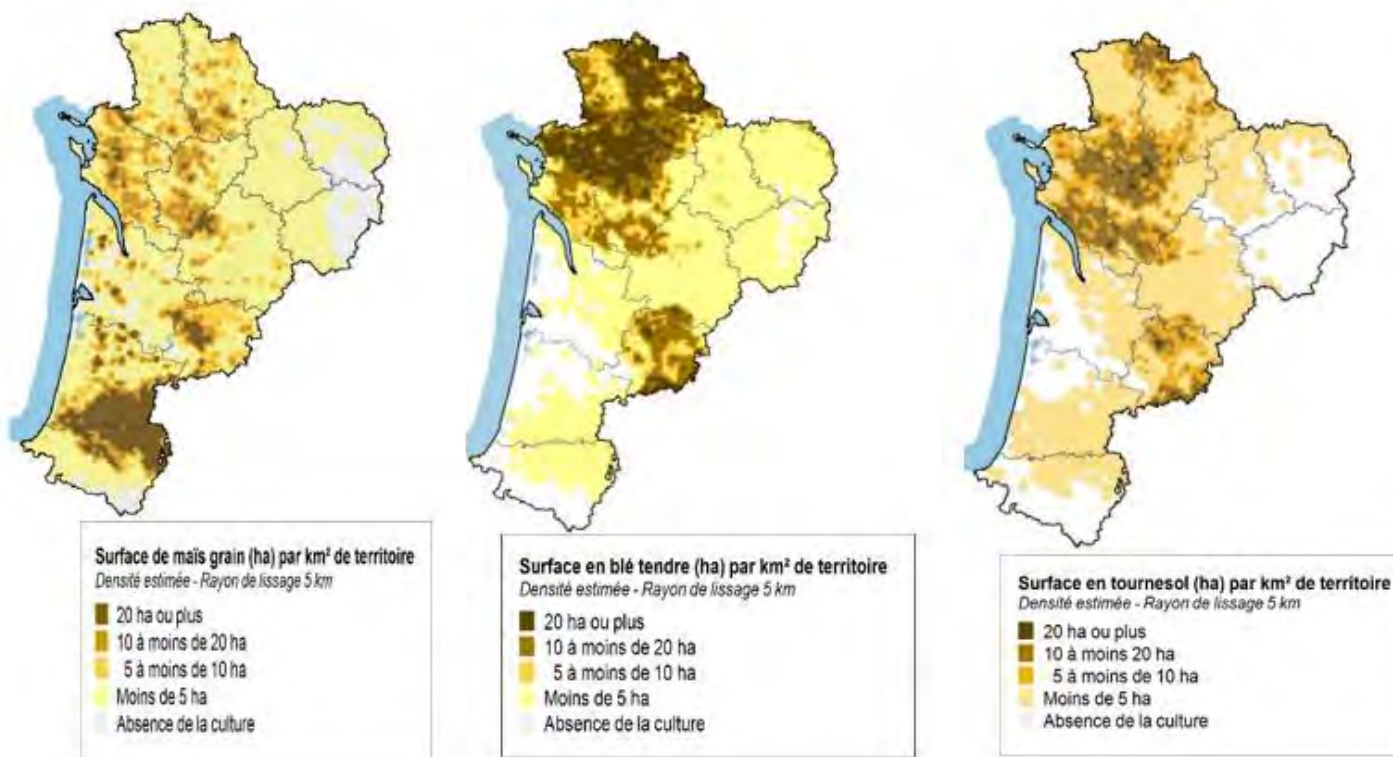 Surface de maïs grain (ha) par km² de territoire
Densité estimée - Rayon de lissage 5 km
20 ha ou plus
10 à moins de 20 ha
5 à moins de 10 ha
Moins de 5 ha
Absence de la culture
Surface en blé tendre (ha) par km² de territoire
Densité estimée - Rayon de lissage 5 km
20 ha ou plus
10 à moins de 20 ha
5 à moins de 10 ha
Moins de 5 ha
Absence de la culture
Surface en tournesol (ha) par km² de territoire
Densité estimée - Rayon de lissage 5 km
20 ha ou plus
10 à moins 20 ha
5 à moins de 10 ha
Moins de 5 ha
Absence de la culture